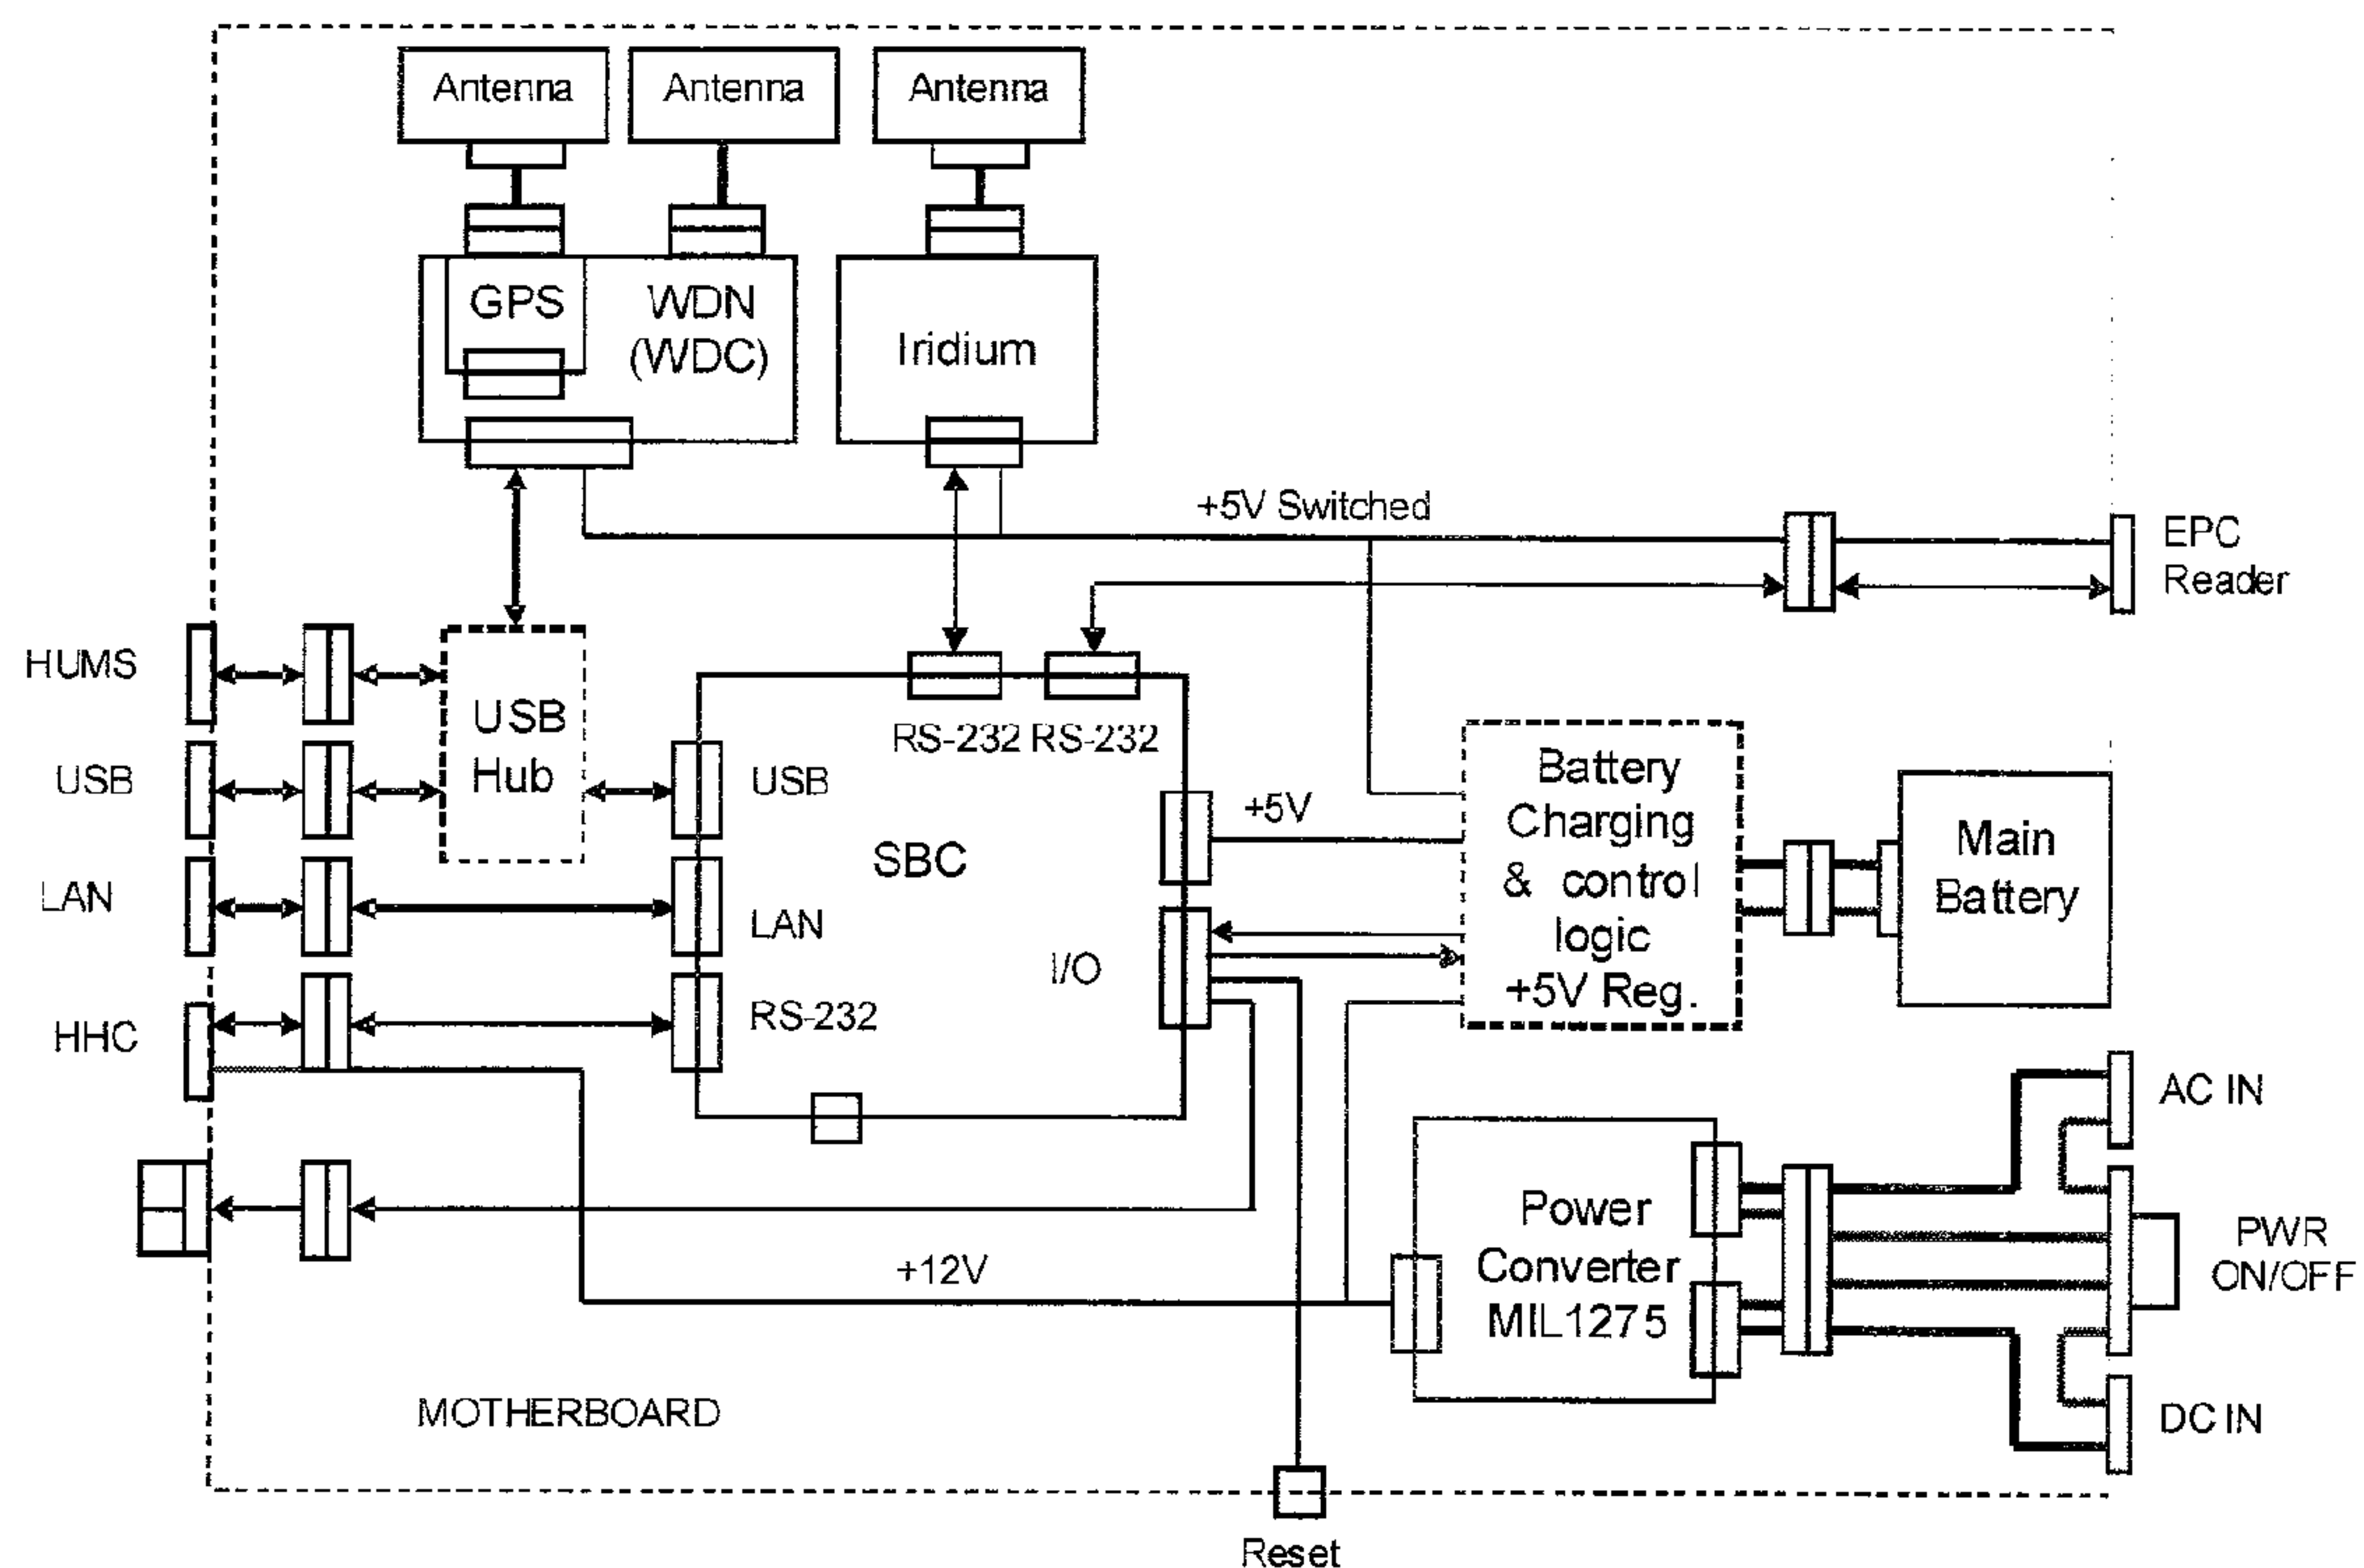 Antenna
Antenna
Antenna
GPS
WDN
(WDC)
Iridium
+5V Switched
EPC
Reader
HUMS
USB
LAN
HHC
USB
Hub
RS-232
RS-232
USB
SBC
LAN
I/O
RS-232
+5V
Battery
Charging
& control
logic
+5V Reg.
Main
Battery
AC IN
PWR
ON/OFF
DC IN
Power
Converter
MIL1275
+12V
MOTHERBOARD
Reset